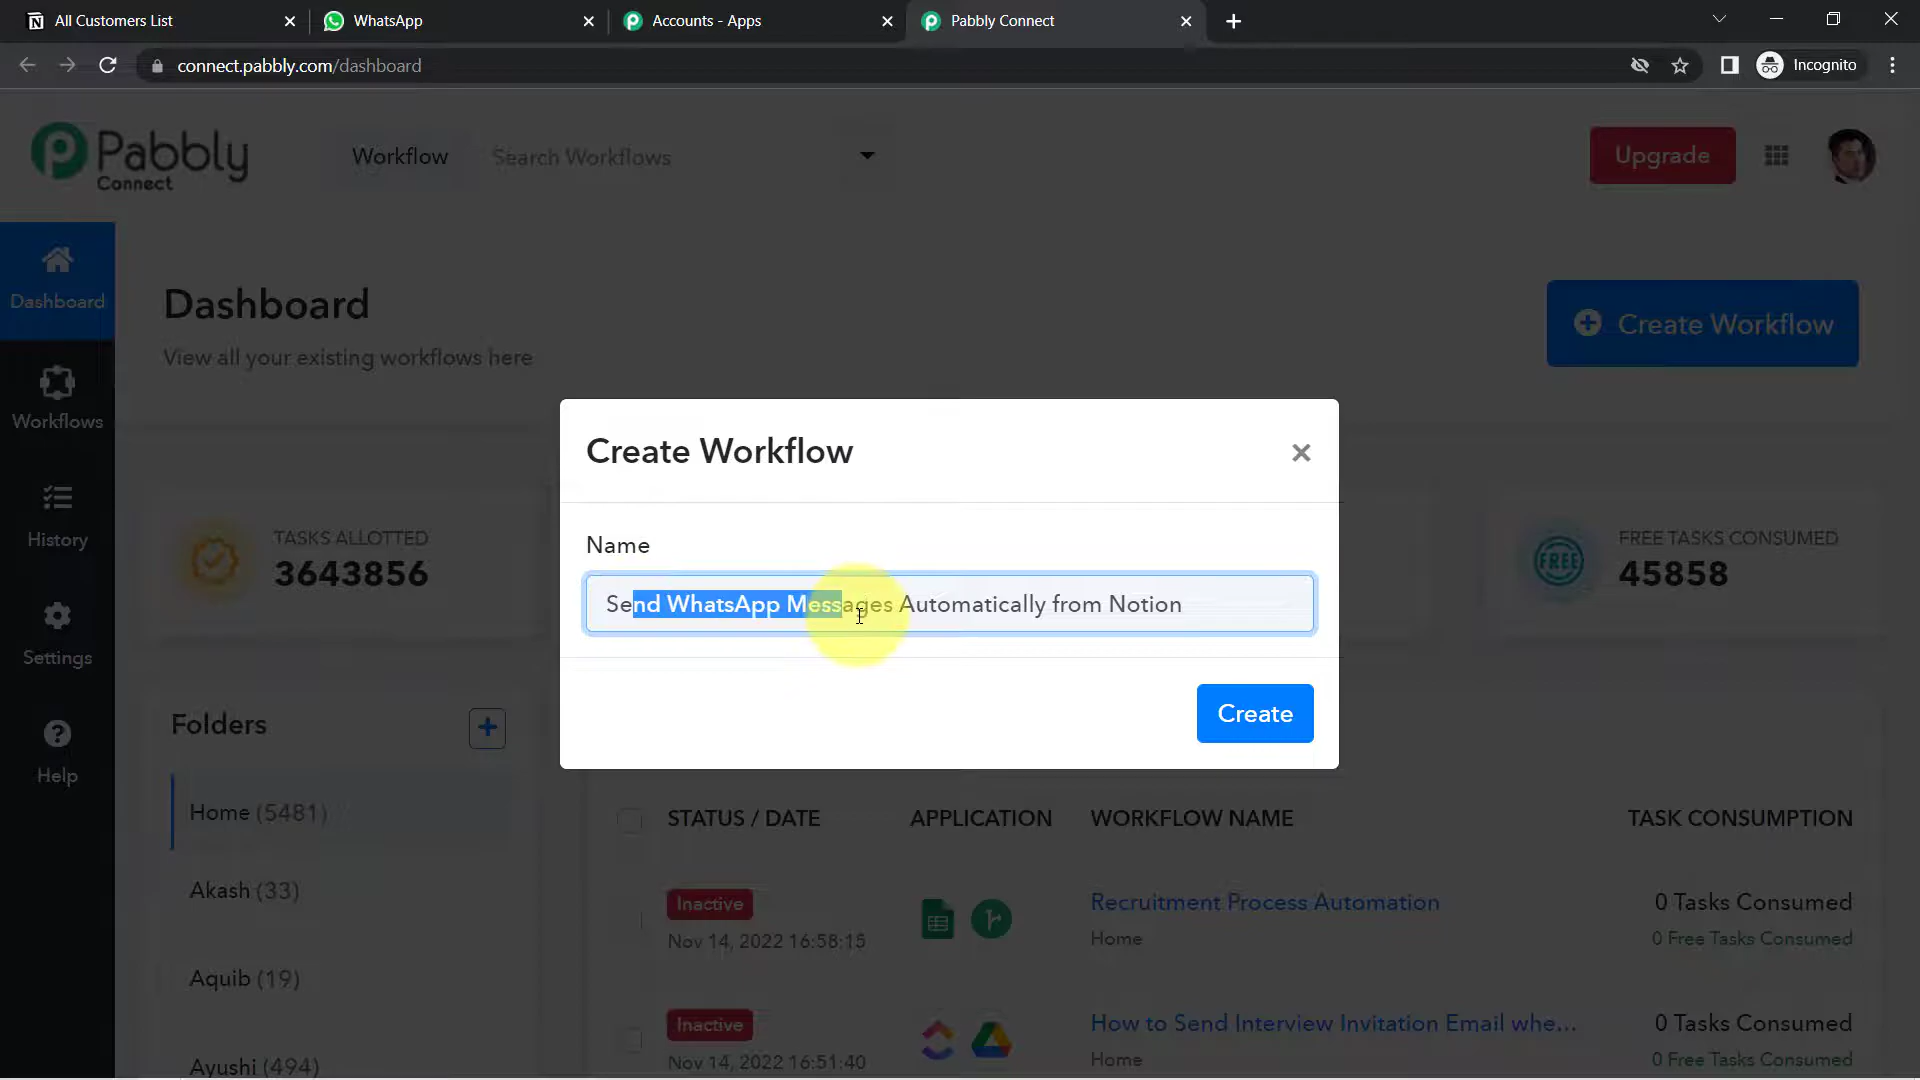 All Customers List
WhatsApp
Accounts - Apps
Pabbly Connect
connect.pabbly.com/dashboard
Incognito
Pabbly
Connect
Workflow
Search Workflows
Upgrade
Dashboard
Workflows
History
Settings
Help
Dashboard
View all your existing workflows here
Create Workflow
Create Workflow
Name
Send WhatsApp Messages Automatically from Notion
Create
TASKS ALLOTTED
3643856
FREE
FREE TASKS CONSUMED
45858
Folders
Home (5481)
Akash (33)
Aquib (19)
Ayushi (494)
STATUS / DATE APPLICATION WORKFLOW NAME TASK CONSUMPTION
Inactive
Nov 14, 2022 16:58:15
Recruitment Process Automation
Home
0 Tasks Consumed
0 Free Tasks Consumed
Inactive
Nov 14, 2022 16:51:40
How to Send Interview Invitation Email whe...
Home
0 Tasks Consumed
0 Free Tasks Consumed